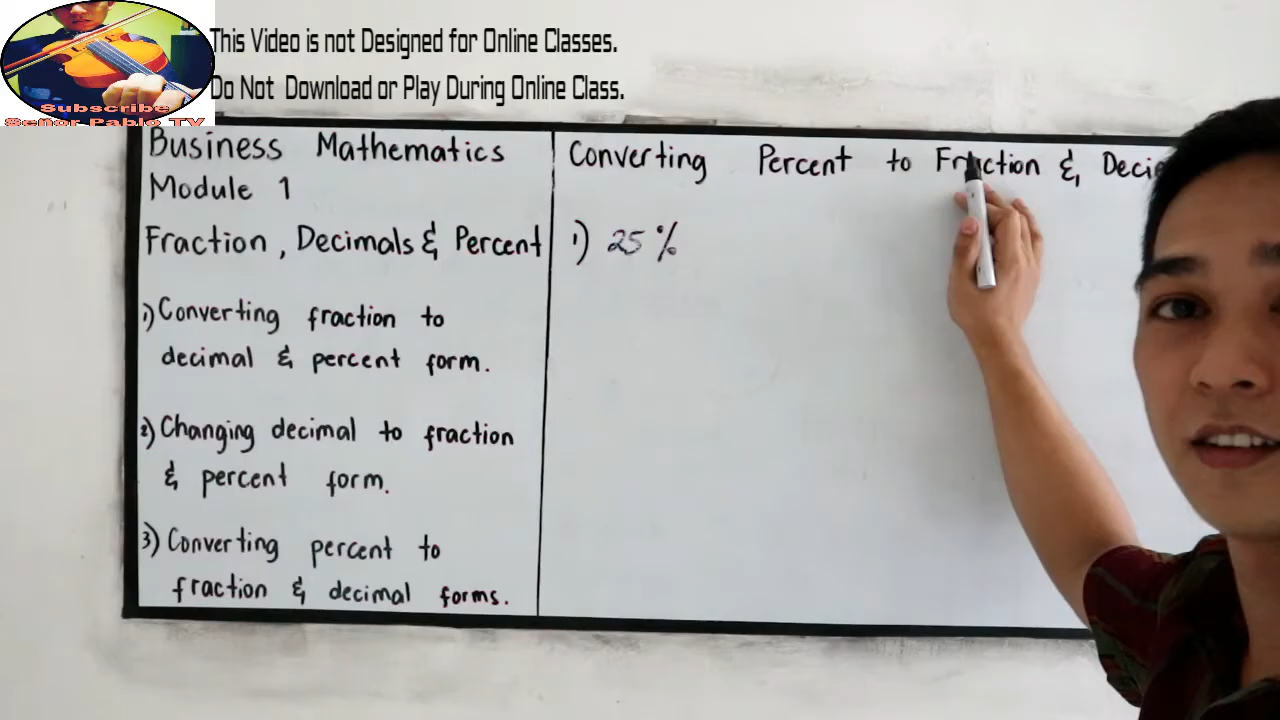 This Video is not Designed for Online Classes.
Do Not Download or Play During Online Class.
Subscribe
Señor Pablo TV
Business Mathematics
Module 1
Fraction, Decimals & Percent
1) Converting fraction to
decimal & percent form.
2) Changing decimal to fraction
& percent form.
3) Converting percent to
fraction & decimal forms.
Converting Percent to Fraction & Deci
1) 25%